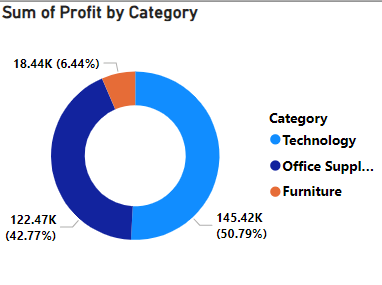 Sum of Profit by Category
18.44K (6.44%)
Category
Technology
Office Suppl...
Furniture
122.47K
(42.77%)
145.42K
(50.79%)